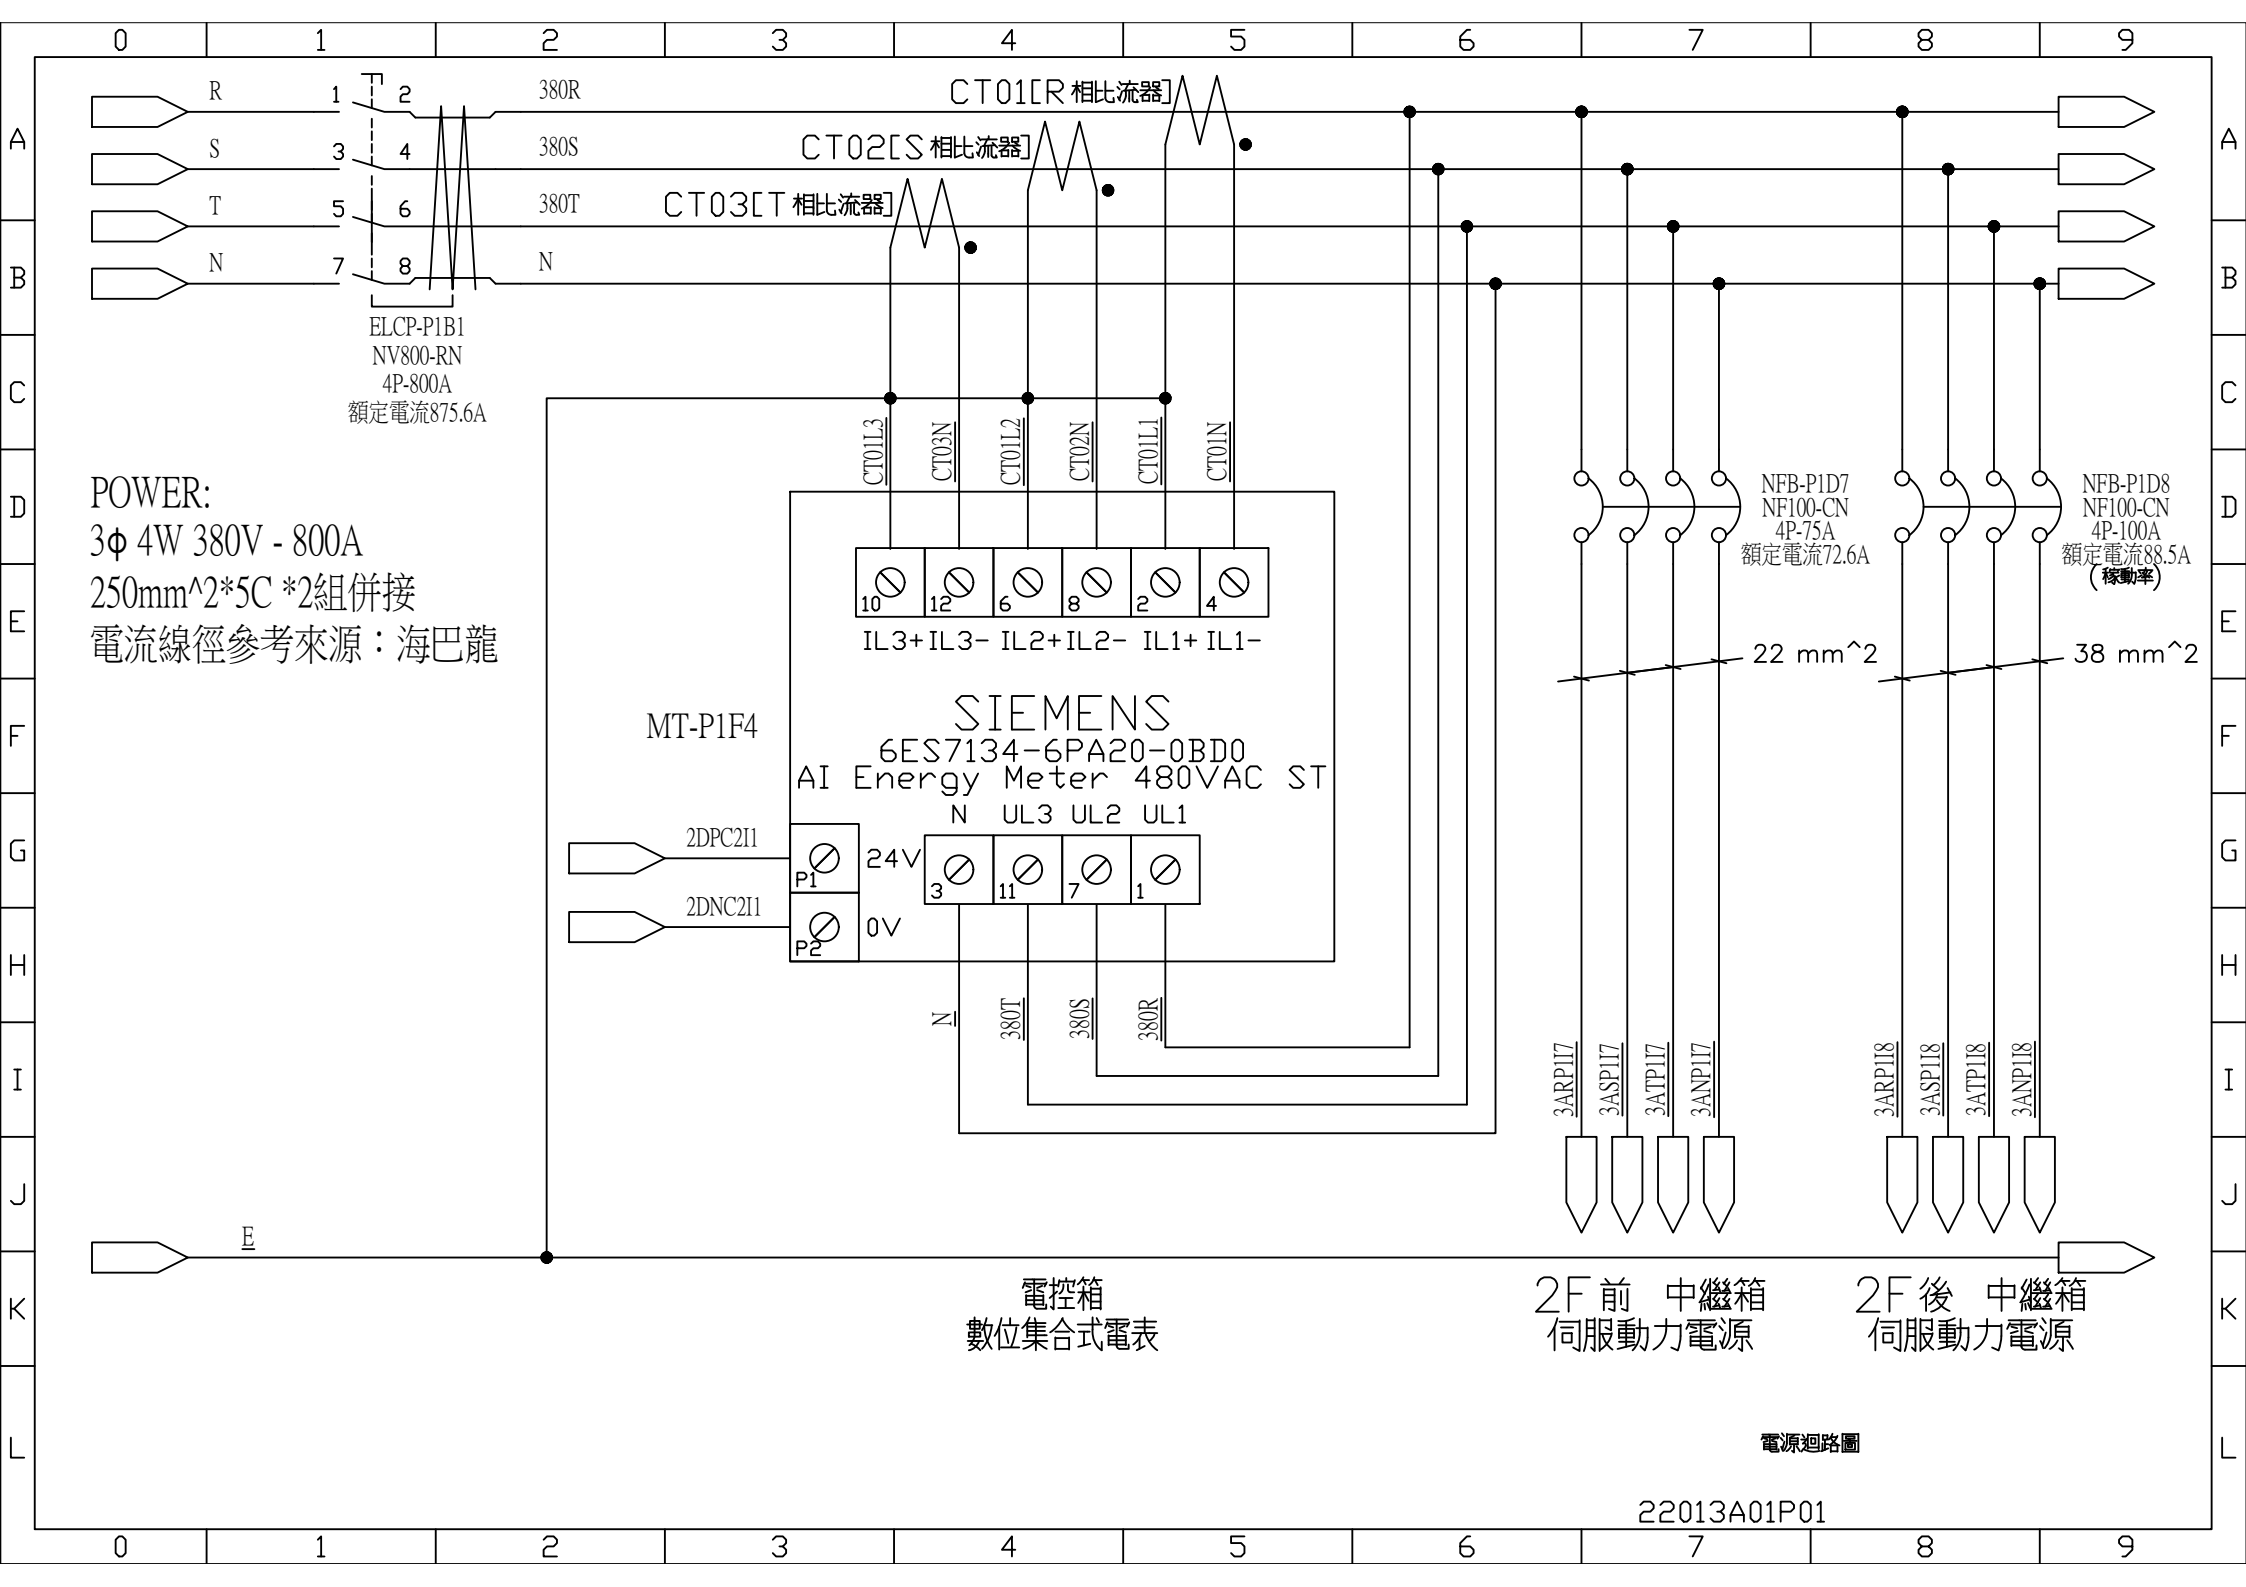 0 1 2 3 4 5 6 7 8 9
A
B
C
D
E
F
G
H
I
J
K
L
A
B
C
D
E
F
G
H
I
J
K
L
R 1 2 380R
CT01[R 相比流器]
S 3 4 380S
CT02[S 相比流器]
T 5 6 380T
CT03[T 相比流器]
N 7 8 N
ELCP-P1B1
NV800-RN
4P-800A
額定電流875.6A
POWER:
3ϕ 4W 380V - 800A
250mm^2*5C *2組併接
電流線徑參考來源：海巴龍
CT01L3
CT03N
CT01L2
CT02N
CT01L1
CT01N
10 12 6 8 2 4
IL3+ IL3- IL2+ IL2- IL1+ IL1-
MT-P1F4
SIEMENS
6ES7134-6PA20-0BD0
AI Energy Meter 480VAC ST
N UL3 UL2 UL1
3 11 7 1
2DPC2I1
P1
24V
2DNC2I1
P2
0V
N
380T
380S
380R
NFB-P1D7
NF100-CN
4P-75A
額定電流72.6A
22 mm^2
NFB-P1D8
NF100-CN
4P-100A
額定電流88.5A
(稼動率)
38 mm^2
3ARP1I7
3ASP1I7
3ATP1I7
3ANP1I7
3ARP1I8
3ASP1I8
3ATP1I8
3ANP1I8
E
電控箱
數位集合式電表
2F前 中繼箱
伺服動力電源
2F後 中繼箱
伺服動力電源
電源迴路圖
22013A01P01
0 1 2 3 4 5 6 7 8 9